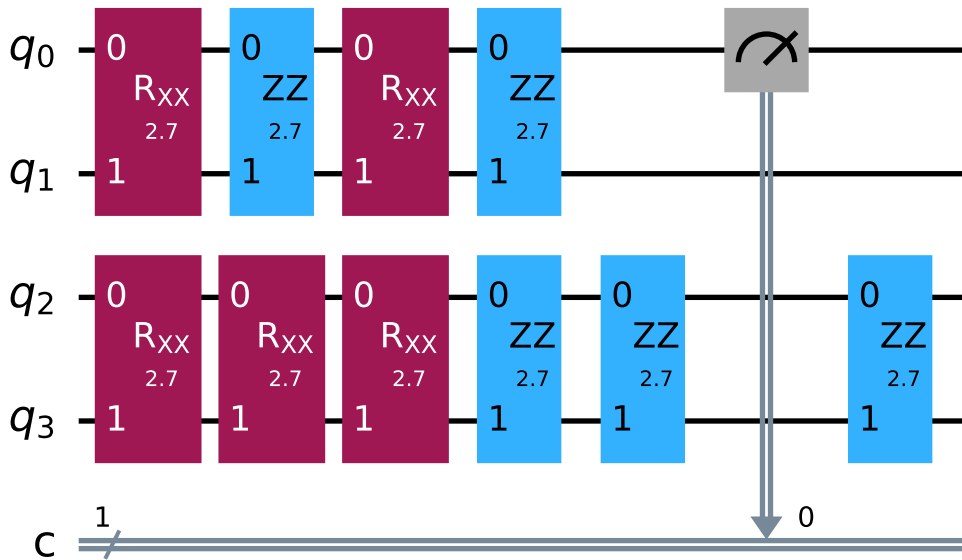 q0 0 0 0 0
RXX ZZ RXX ZZ
2.7 2.7 2.7 2.7
q1 1 1 1 1
q2 0 0 0 0 0 0
RXX RXX RXX ZZ ZZ ZZ
2.7 2.7 2.7 2.7 2.7 2.7
q3 1 1 1 1 1 1
1 0
c